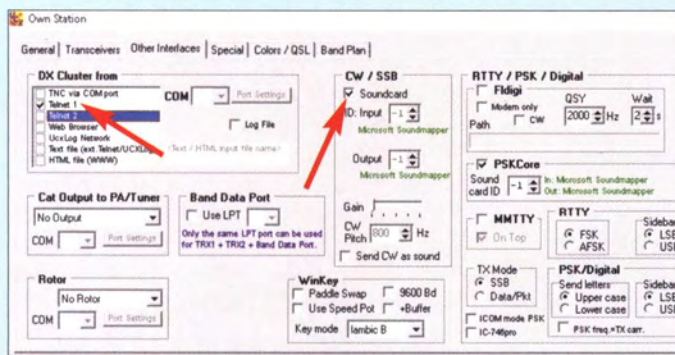 Own Station
General | Transceivers | Other Interfaces | Special | Colors / QSL | Band Plan |
DX Cluster from
TNC via COM port
Telnet 1
Telnet 2
Web Browser
UcxLog Network
Text file (ext.Telnet/UCXLog
HTML file (WWW)
COM
Port Settings
Log File
(Text / HTML input file name)
CW / SSB
Soundcard
ID: Input -1
Microsoft Soundmapper
Output -1
Microsoft Soundmapper
Gain
CW Pitch 800 Hz
Send CW as sound
RTTY / PSK / Digital
Fldigi
Modem only
CW
QSY
2000 Hz
Wait
2 s
Path
PSKCore
Sound card ID -1
In: Microsoft Soundmapper
Out: Microsoft Soundmapper
Cat Output to PA/Tuner
No Output
COM
Port Settings
Band Data Port
Use LPT
Only the same LPT port can be used
for TRX1 + TRX2 + Band Data Port.
MMTTY
On Top
RTTY
FSK
AFSK
Sideba
LSE
USI
Rotor
No Rotor
COM
Port Settings
WinKey
Paddle Swap
9600 Bd
Use Speed Pot
+Buffer
Key mode
Iambic B
TX Mode
SSB
Data/Pkt
ICOM mode PSK
IC-746pro
PSK/Digital
Send letters
Upper case
Lower case
PSK freq.=TX carr.
Sideba
LSE
USI